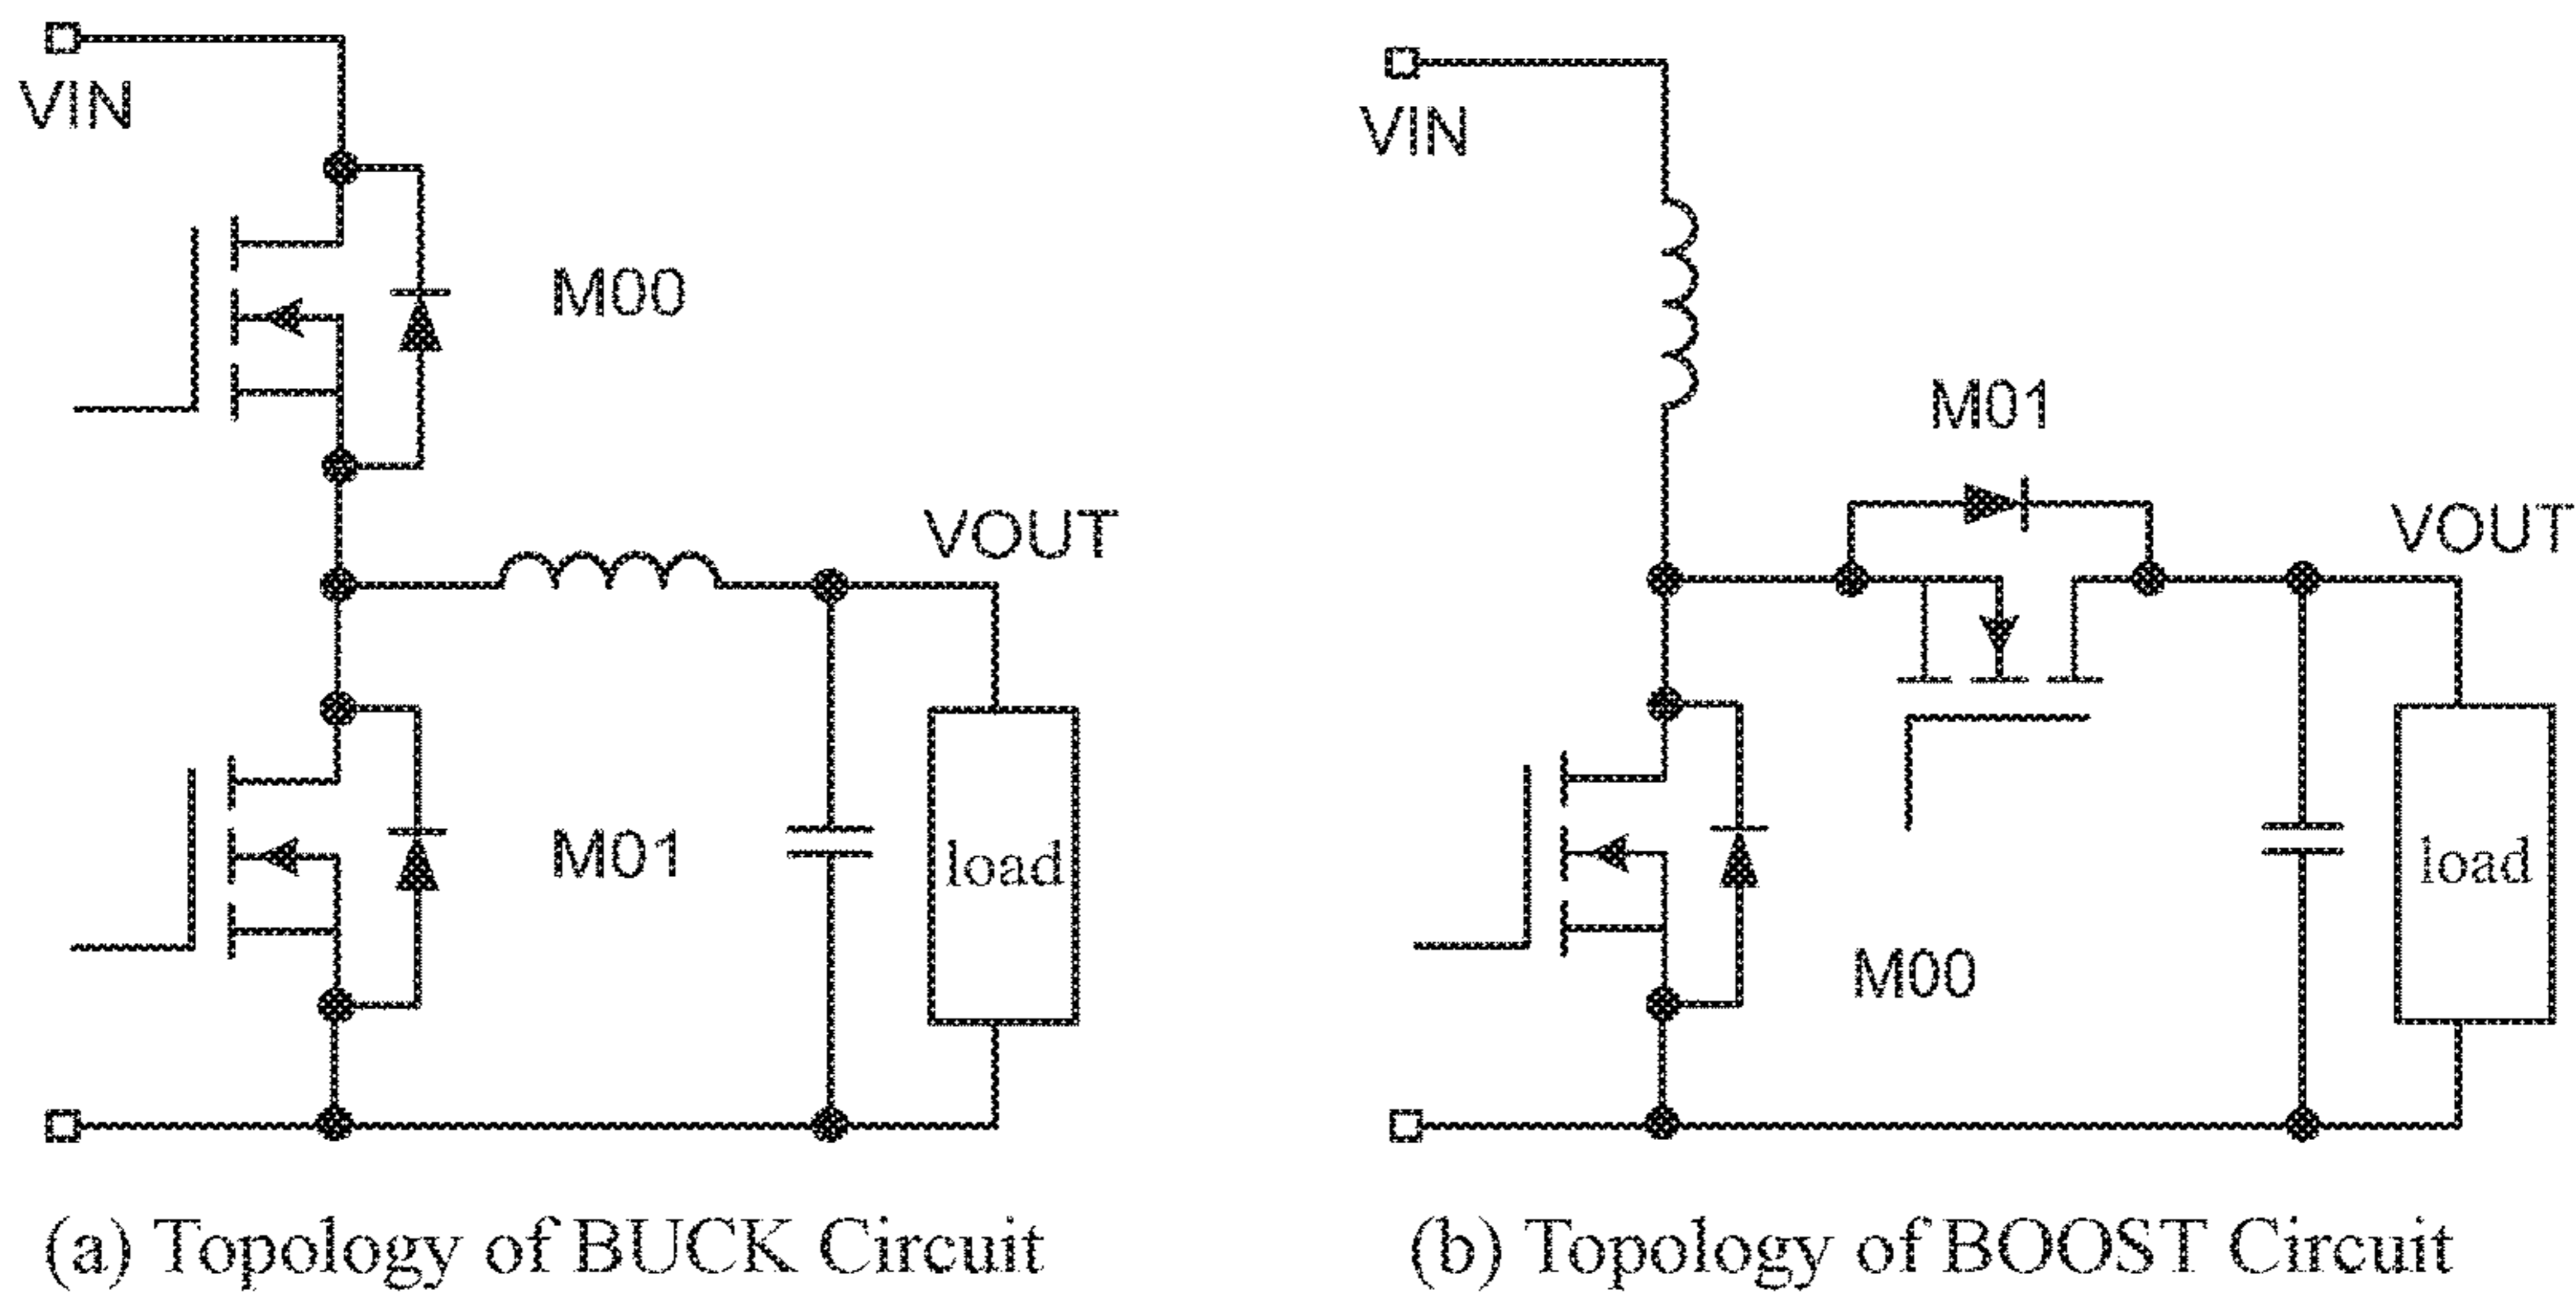 VIN
M00
VOUT
M01
load
(a) Topology of BUCK Circuit
VIN
M01
VOUT
M00
load
(b) Topology of BOOST Circuit